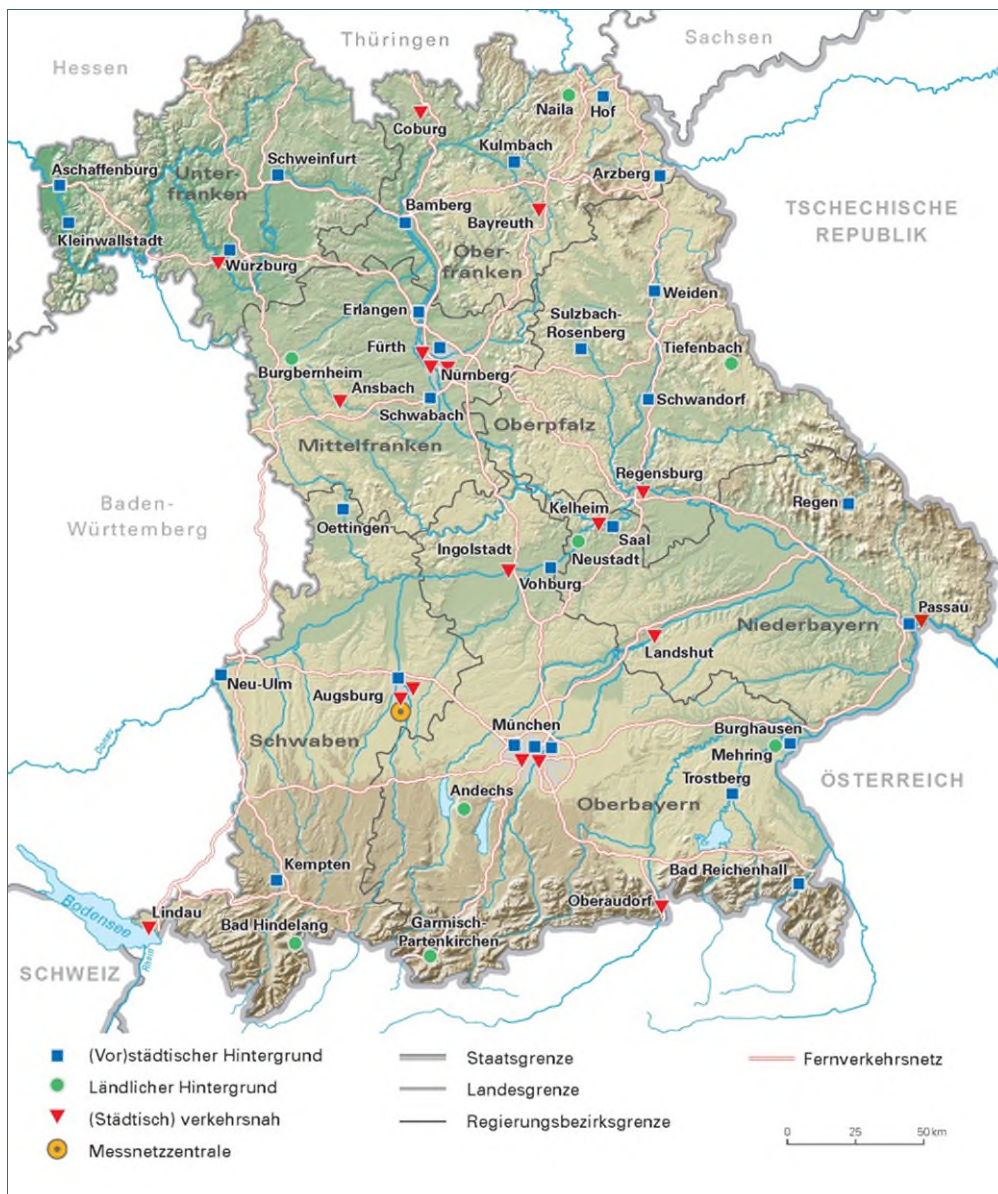 Thüringen
Sachsen
Hessen
Naila
Hof
Coburg
Kulmbach
Schweinfurt
Aschaffenburg
Unter-
franken
Arzberg
Bamberg
Bayreuth
TSCHECHISCHE
REPUBLIK
Kleinwallstadt
Ober-
franken
Würzburg
Weiden
Erlangen
Sulzbach-
Rosenberg
Fürth
Tiefenbach
Burgbernheim
Nürnberg
Ansbach
Schwabach
Schwandorf
Oberpfalz
Mittelfranken
Regensburg
Baden-
Württemberg
Regen
Kelheim
Oettingen
Saal
Ingolstadt
Neustadt
Vohburg
Passau
Niederbayern
Landshut
Neu-Ulm
Augsburg
Donau
Schwaben
München
Burghausen
Mehring
Trostberg
ÖSTERREICH
Andechs
Oberbayern
Kempten
Bad Reichenhall
Bodensee
Lindau
Oberaudorf
Bad Hindelang
Garmisch-
Partenkirchen
Rhein
SCHWEIZ
(Vor)städtischer Hintergrund
Ländlicher Hintergrund
(Städtisch) verkehrsnah
Messnetzzentrale
Staatsgrenze
Landesgrenze
Regierungsbezirksgrenze
Fernverkehrsnetz
0 25 50 km